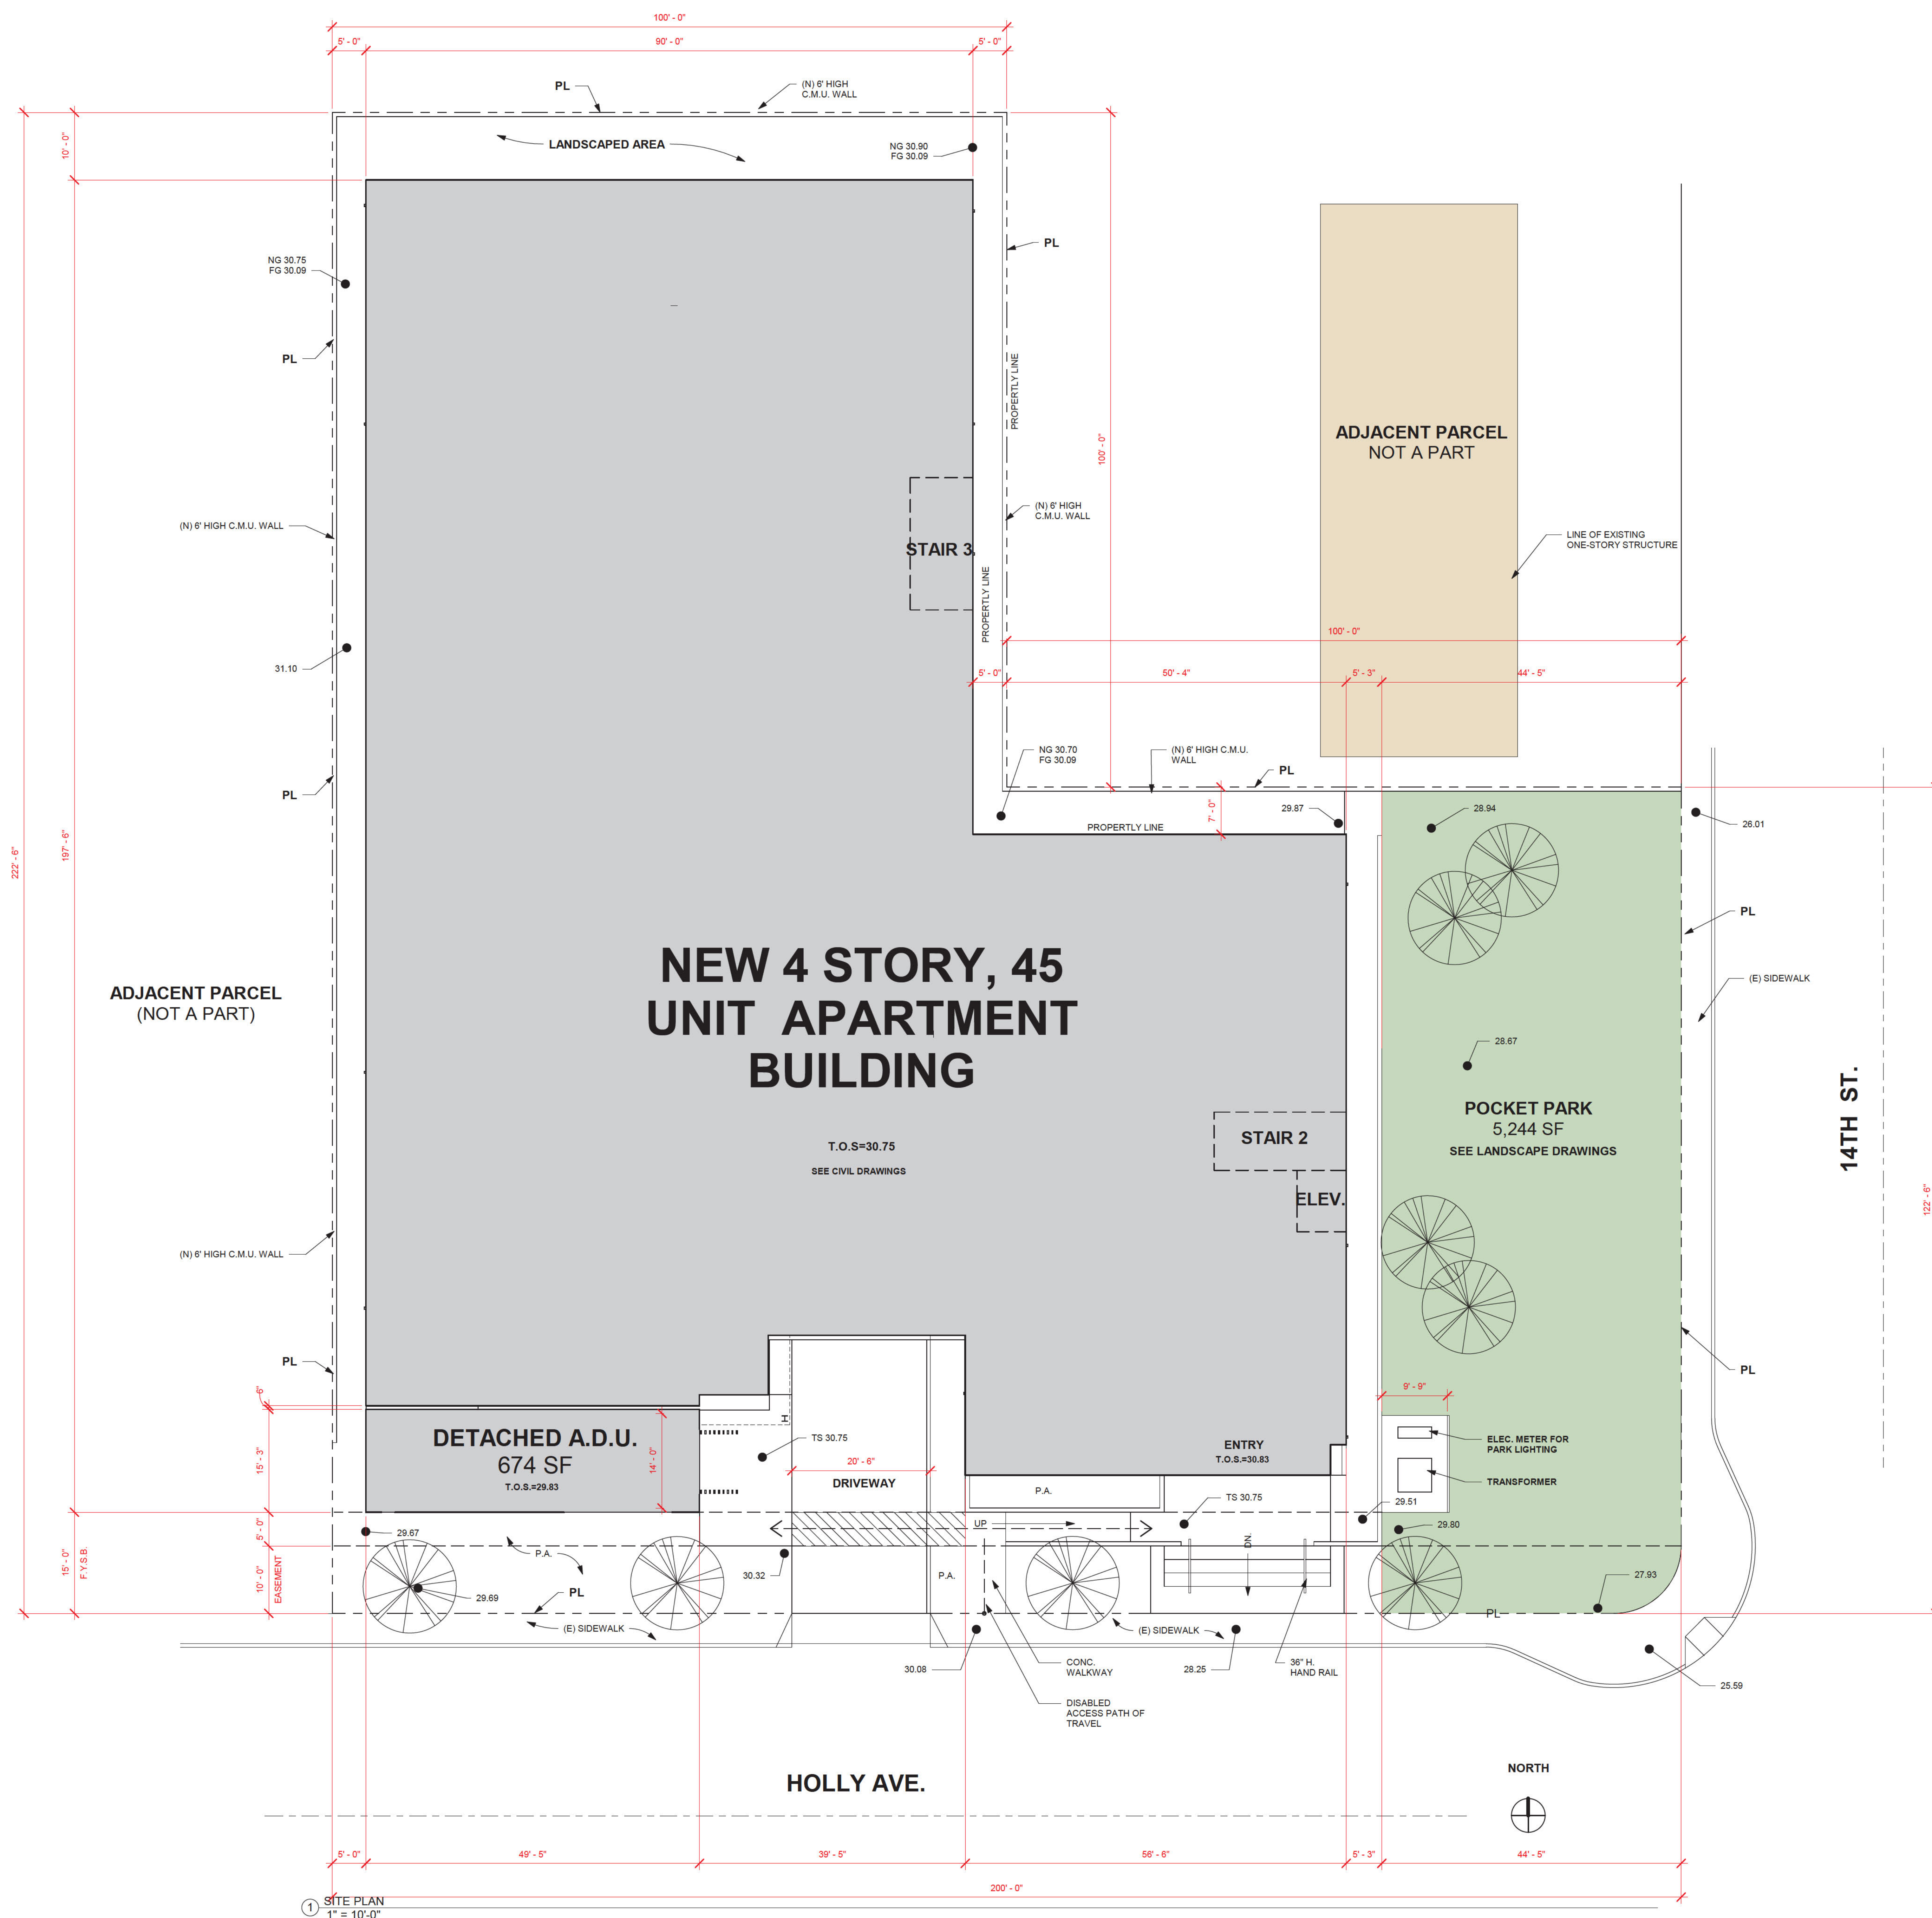 100' - 0"
5' - 0"
90' - 0"
5' - 0"
PL
(N) 6' HIGH
C.M.U. WALL
10' - 0"
LANDSCAPED AREA
NG 30.90
FG 30.09
PL
NG 30.75
FG 30.09
PL
PROPERTLY LINE
100' - 0"
ADJACENT PARCEL
NOT A PART
(N) 6' HIGH C.M.U. WALL
(N) 6' HIGH
C.M.U. WALL
STAIR 3.
LINE OF EXISTING
ONE-STORY STRUCTURE
PROPERTLY LINE
100' - 0"
31.10
5' - 0"
50' - 4"
5' - 3"
44' - 5"
NG 30.70
FG 30.09
(N) 6' HIGH C.M.U.
WALL
PL
PL
7' - 0"
29.87
28.94
26.01
PROPERTLY LINE
222' - 6"
197' - 6"
PL
ADJACENT PARCEL
(NOT A PART)
NEW 4 STORY, 45
UNIT APARTMENT
BUILDING
(E) SIDEWALK
28.67
14TH ST.
T.O.S=30.75
SEE CIVIL DRAWINGS
STAIR 2
POCKET PARK
5,244 SF
SEE LANDSCAPE DRAWINGS
ELEV.
122' - 6"
(N) 6' HIGH C.M.U. WALL
PL
PL
6"
9' - 9"
DETACHED A.D.U.
674 SF
T.O.S.=29.83
15' - 3"
14' - 0"
H
TS 30.75
20' - 6"
DRIVEWAY
ENTRY
T.O.S.=30.83
ELEC. METER FOR
PARK LIGHTING
TRANSFORMER
P.A.
TS 30.75
29.51
UP
29.67
29.80
5' - 0"
DN.
P.A.
15' - 0"
F.Y.S.B.
10' - 0"
EASEMENT
30.32
P.A.
27.93
PL
29.69
PL
(E) SIDEWALK
(E) SIDEWALK
30.08
CONC.
WALKWAY
28.25
36" H.
HAND RAIL
25.59
DISABLED
ACCESS PATH OF
TRAVEL
HOLLY AVE.
NORTH
5' - 0"
49' - 5"
39' - 5"
56' - 6"
5' - 3"
44' - 5"
200' - 0"
1
SITE PLAN
1" = 10'-0"